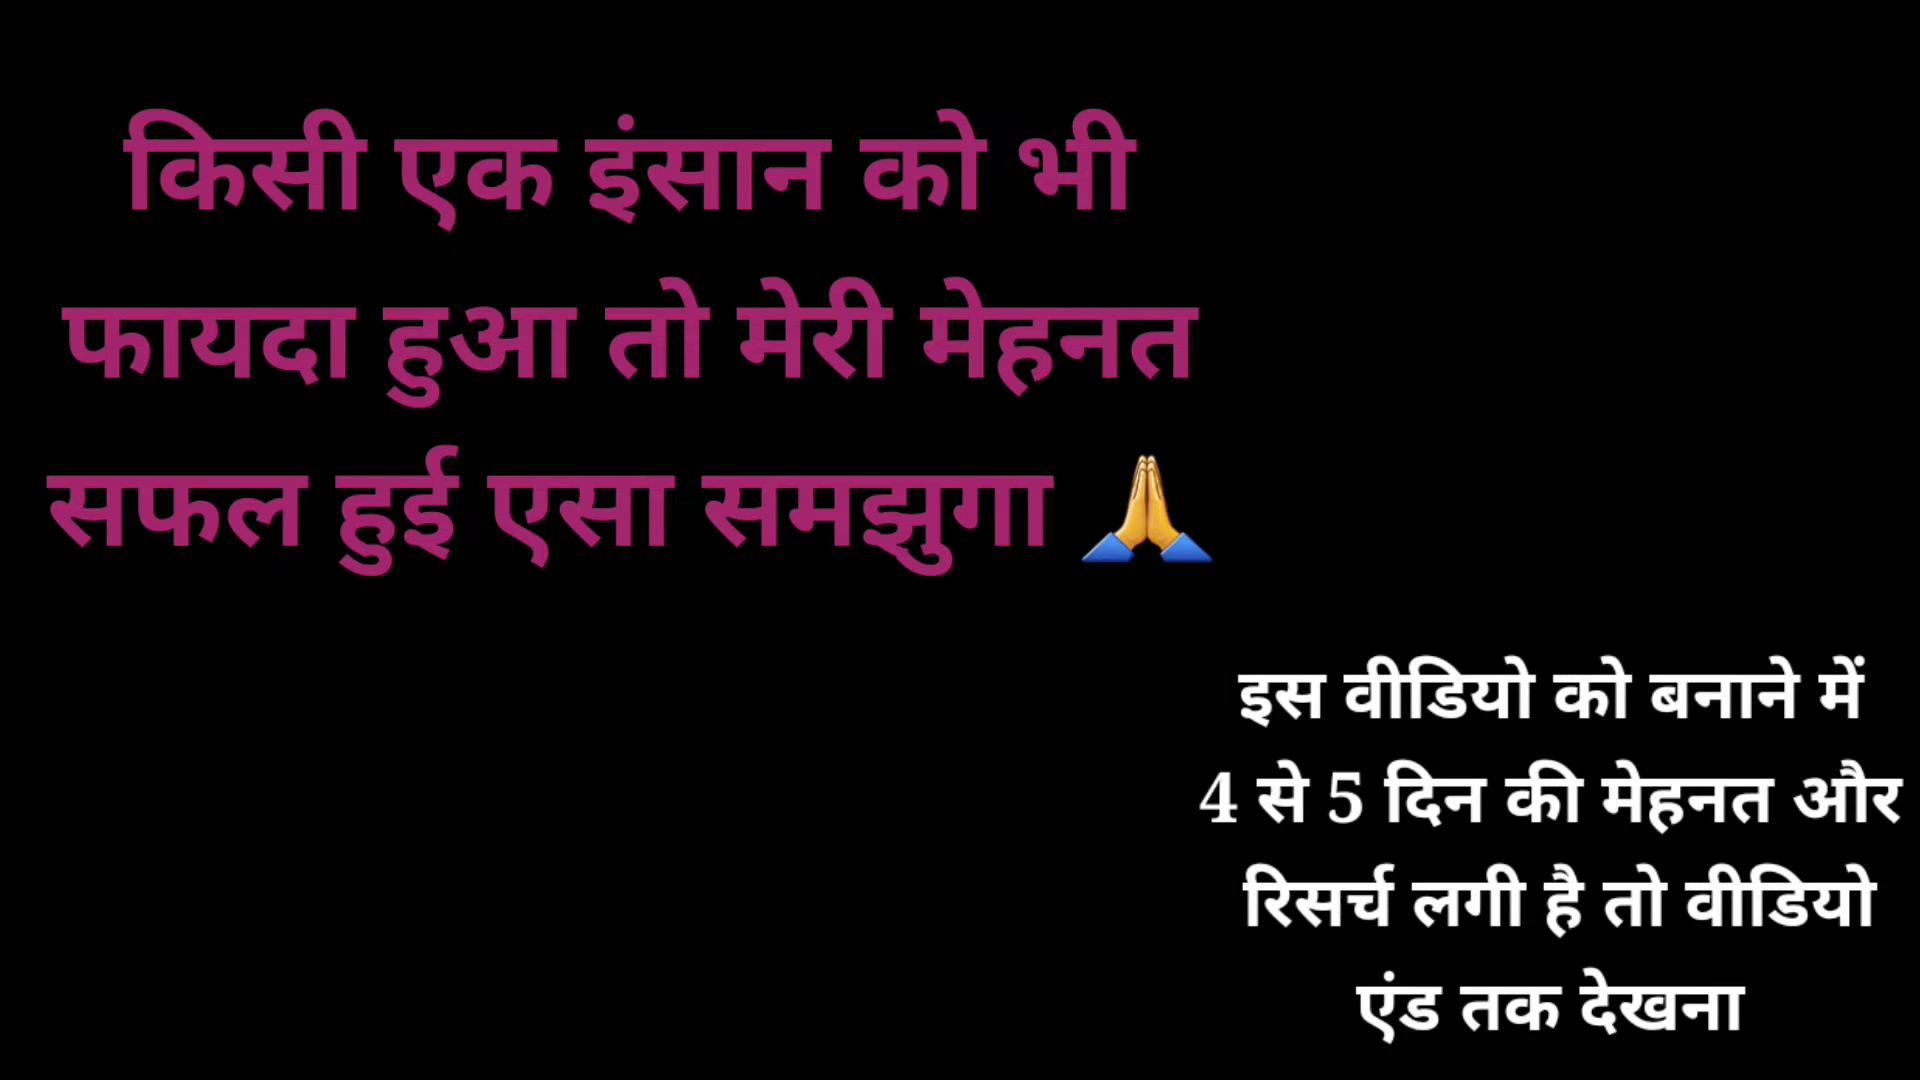 किसी एक इंसान को भी
फायदा हुआ तो मेरी मेहनत
सफल हुई एसा समझुगा 🙏
इस वीडियो को बनाने में
4 से 5 दिन की मेहनत और
रिसर्च लगी है तो वीडियो
एंड तक देखना